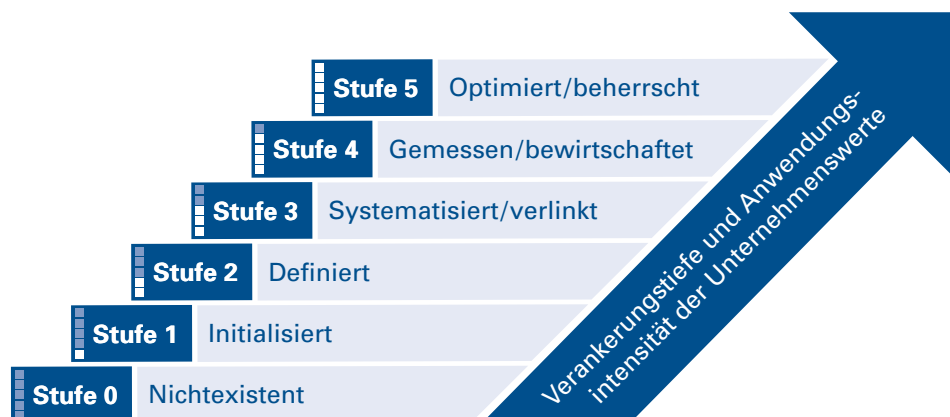 Stufe 5 Optimiert/beherrscht
Stufe 4 Gemessen/bewirtschaftet
Stufe 3 Systematisiert/verlinkt
Stufe 2 Definiert
Stufe 1 Initialisiert
Stufe 0 Nichtexistent
Verankerungstiefe und Anwendungs-
intensität der Unternehmenswerte